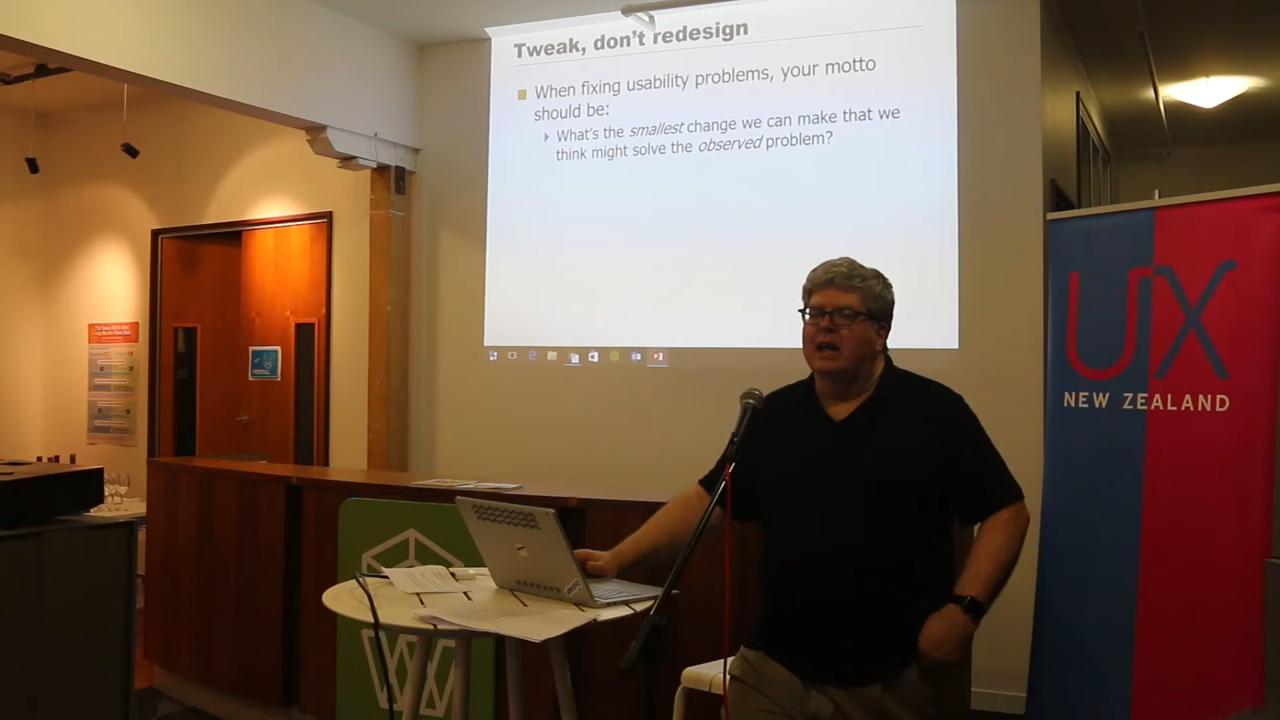 Tweak, don't redesign
When fixing usability problems, your motto
should be:
What's the smallest change we can make that we
think might solve the observed problem?
UX
NEW ZEALAND